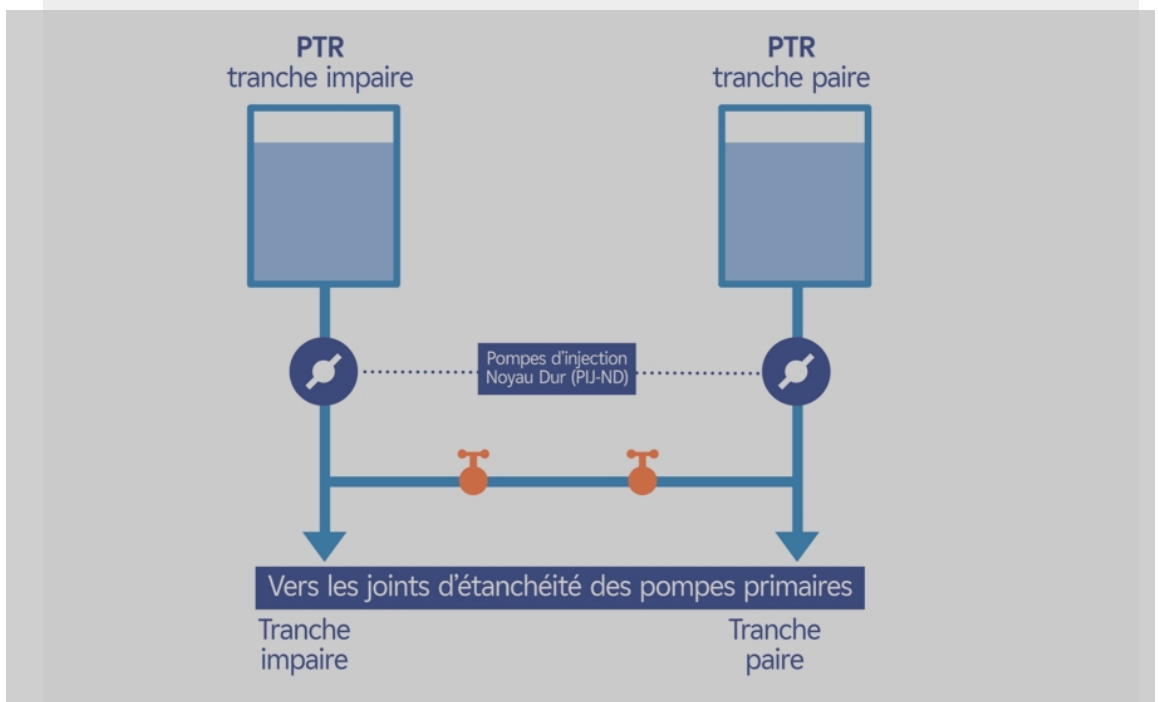 PTR
tranche impaire
PTR
tranche paire
Pompes d'injection
Noyau Dur (PIJ-ND)
Vers les joints d'étanchéité des pompes primaires
Tranche
impaire
Tranche
paire